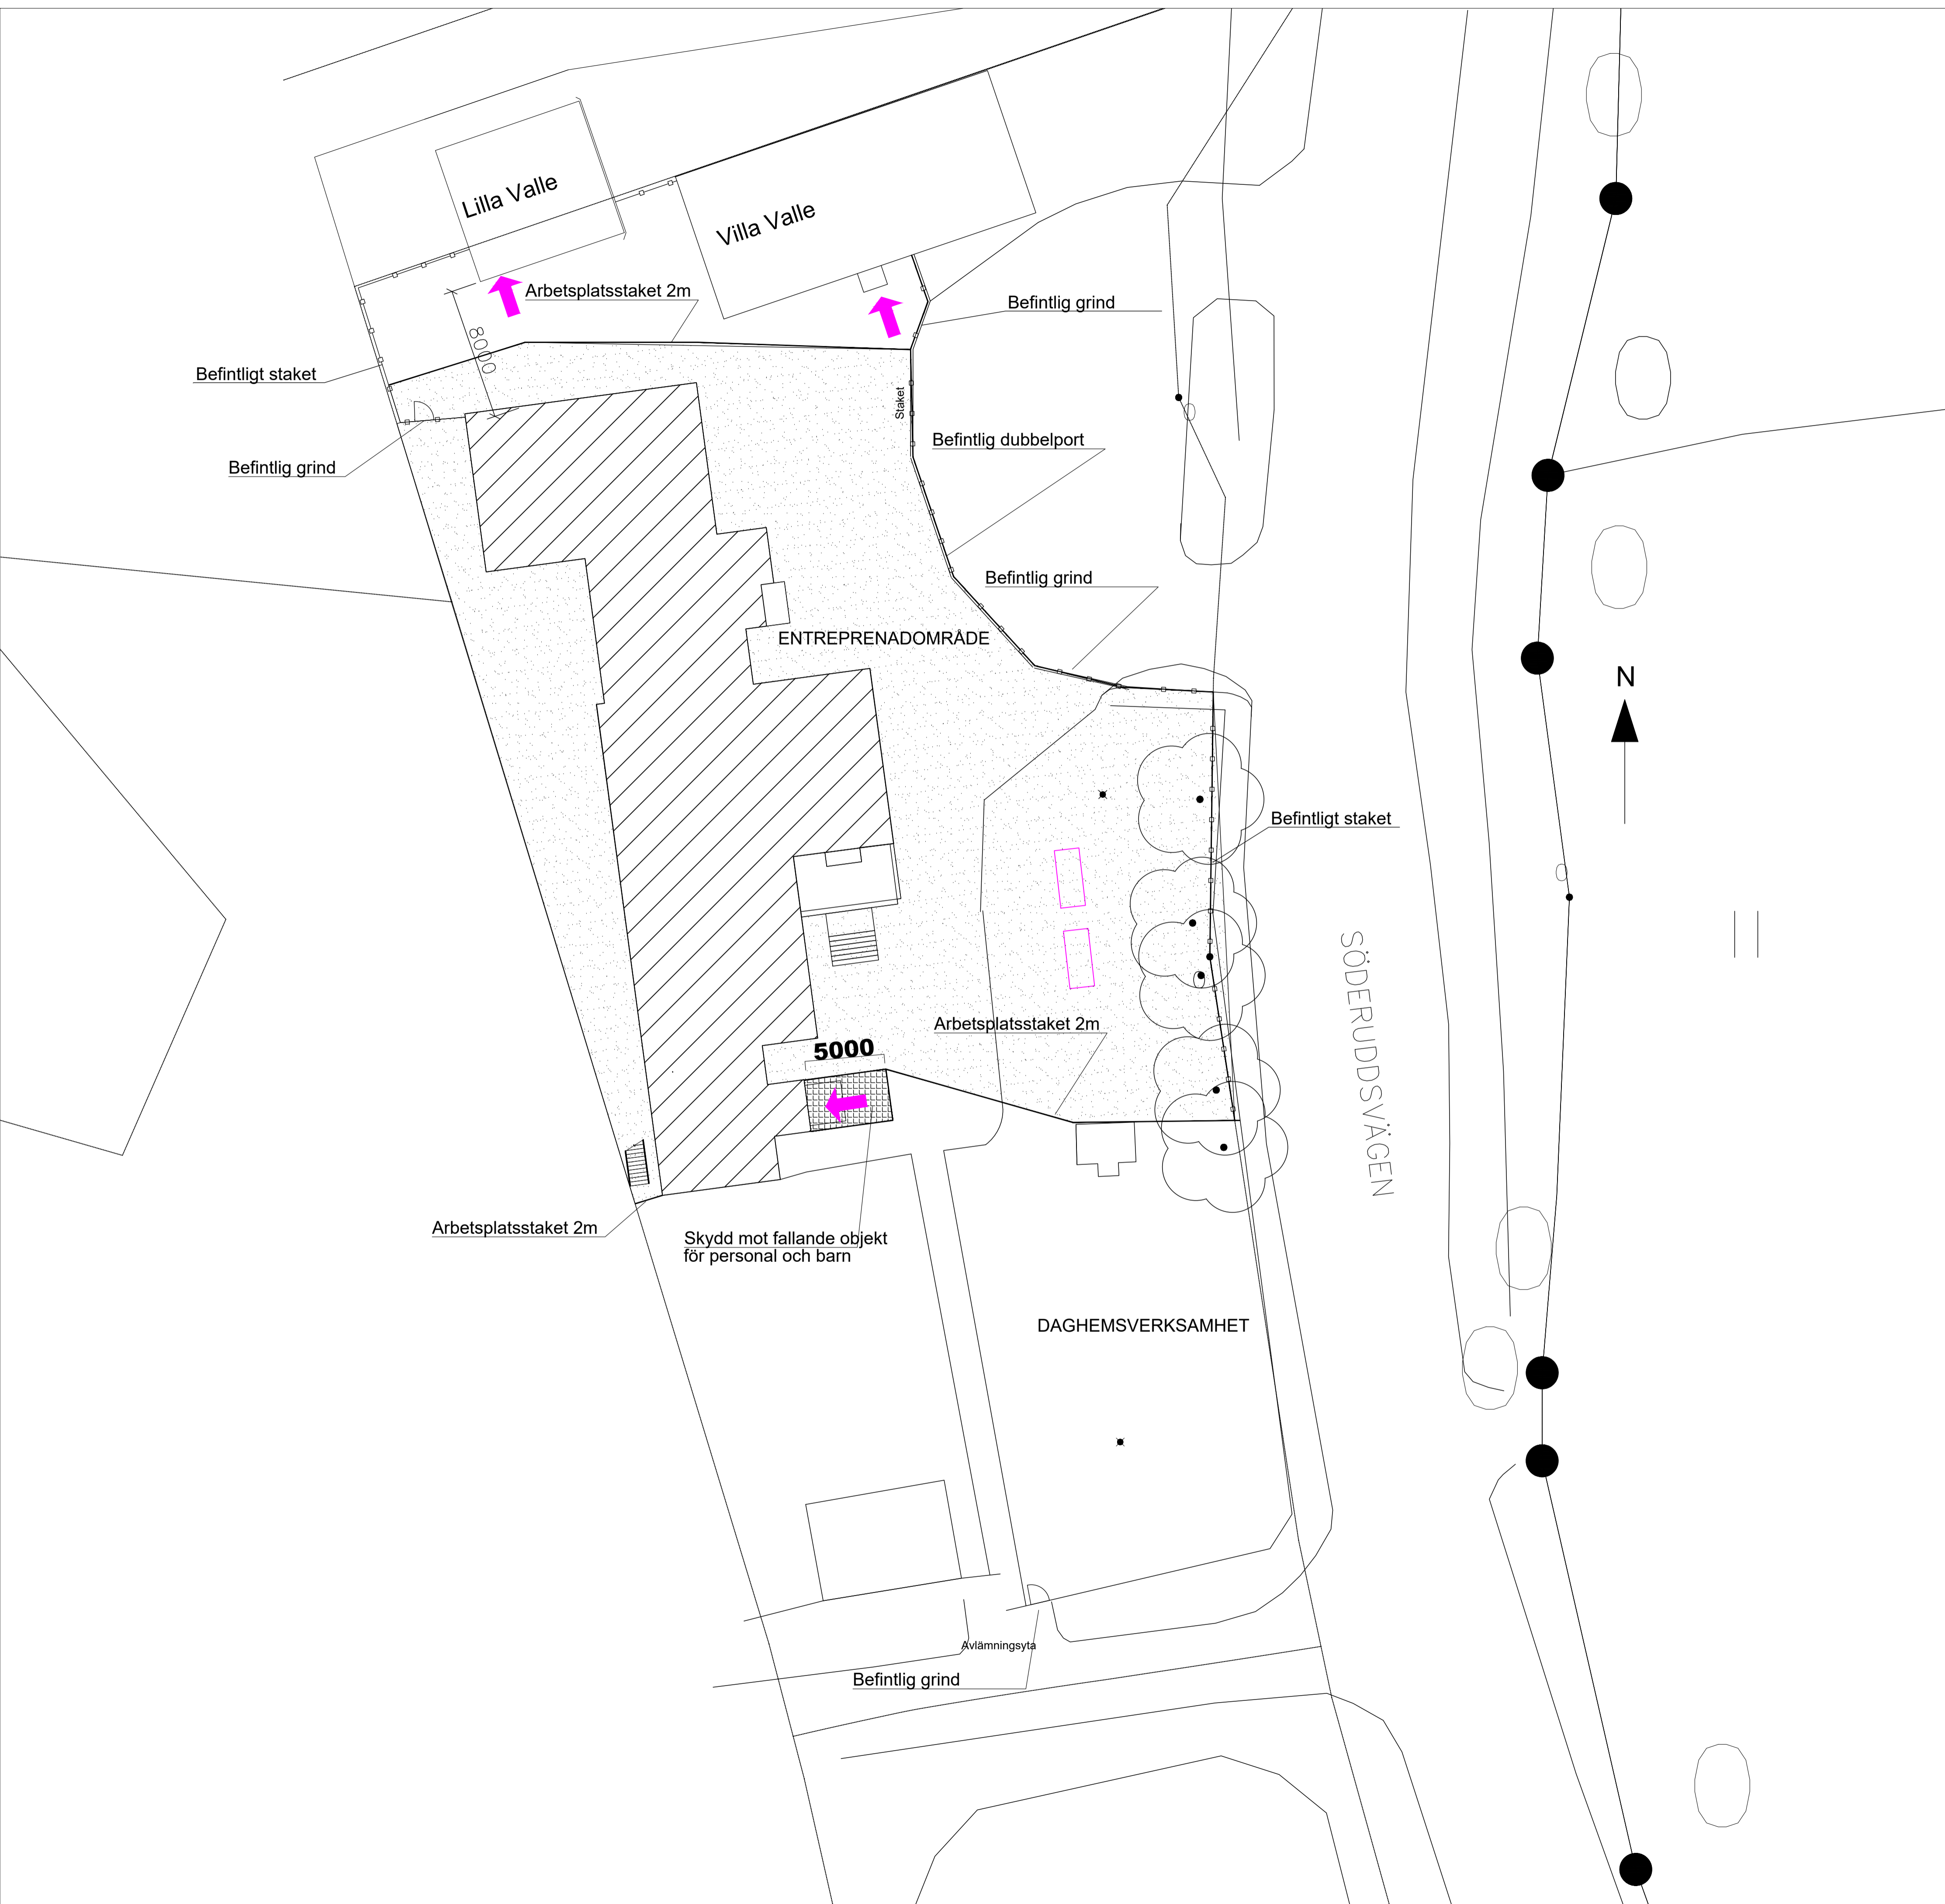 Lilla Valle
Villa Valle
Arbetsplatsstaket 2m
Befintlig grind
8000
Befintligt staket
Staket
Befintlig dubbelport
Befintlig grind
Befintlig grind
ENTREPRENADOMRÅDE
N
Befintligt staket
SÖDERUDDSVÄGEN
Arbetsplatsstaket 2m
5000
Arbetsplatsstaket 2m
Skydd mot fallande objekt
för personal och barn
DAGHEMSVERKSAMHET
Avlämningsyta
Befintlig grind